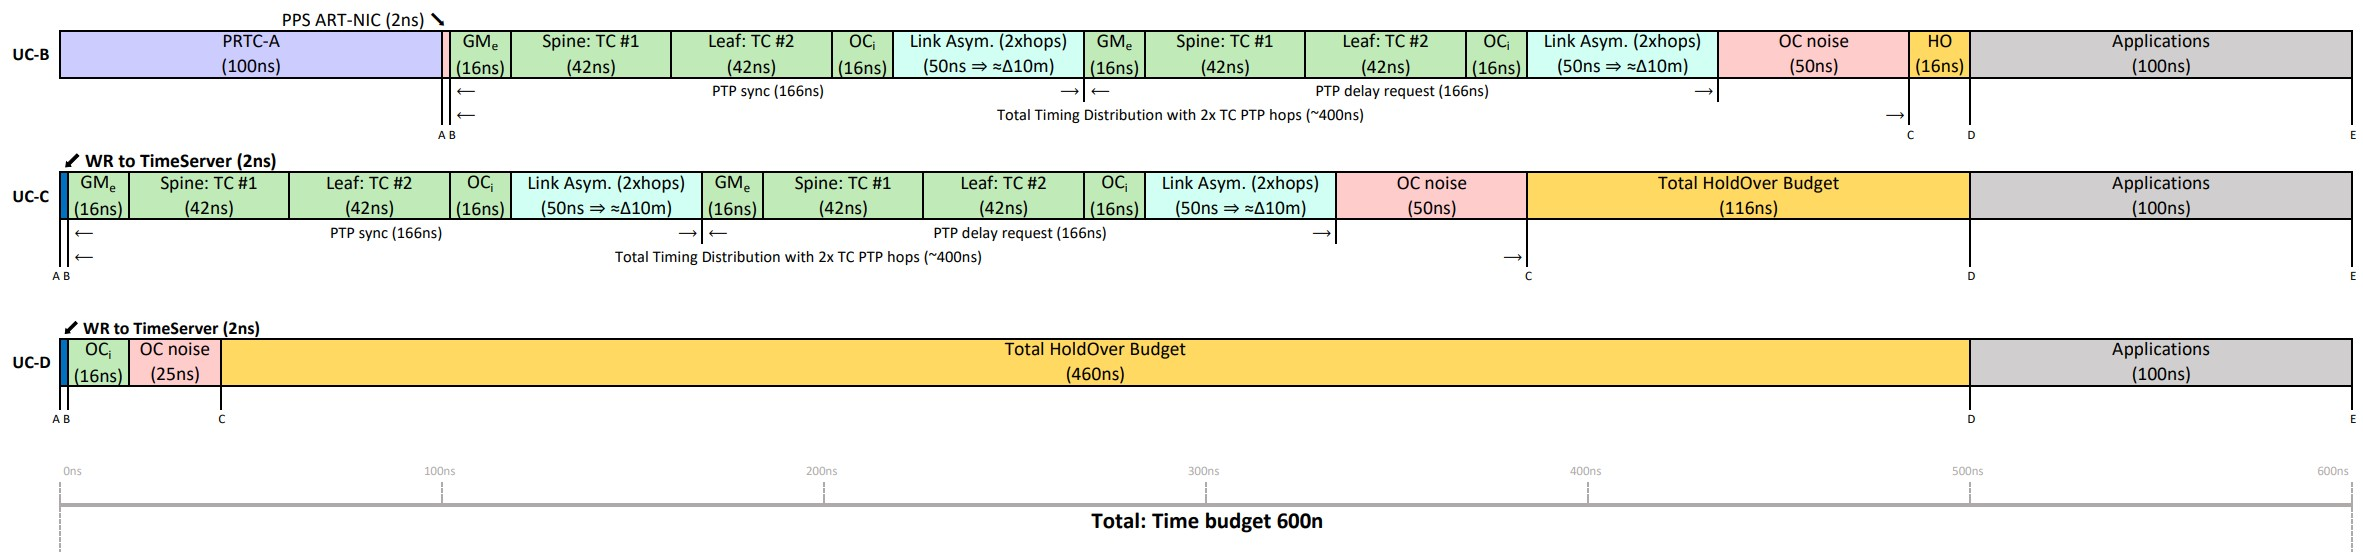 PPS ART-NIC (2ns) ⬊
UC-B
PRTC-A
(100ns)
GMₑ
(16ns)
Spine: TC #1
(42ns)
Leaf: TC #2
(42ns)
OCᵢ
(16ns)
Link Asym. (2xhops)
(50ns ⇒ ≈Δ10m)
GMₑ
(16ns)
Spine: TC #1
(42ns)
Leaf: TC #2
(42ns)
OCᵢ
(16ns)
Link Asym. (2xhops)
(50ns ⇒ ≈Δ10m)
OC noise
(50ns)
HO
(16ns)
Applications
(100ns)
← PTP sync (166ns) →
← PTP delay request (166ns) →
← Total Timing Distribution with 2x TC PTP hops (~400ns) →
A B C D E
⬋ WR to TimeServer (2ns)
UC-C
GMₑ
(16ns)
Spine: TC #1
(42ns)
Leaf: TC #2
(42ns)
OCᵢ
(16ns)
Link Asym. (2xhops)
(50ns ⇒ ≈Δ10m)
GMₑ
(16ns)
Spine: TC #1
(42ns)
Leaf: TC #2
(42ns)
OCᵢ
(16ns)
Link Asym. (2xhops)
(50ns ⇒ ≈Δ10m)
OC noise
(50ns)
Total HoldOver Budget
(116ns)
Applications
(100ns)
← PTP sync (166ns) →
← PTP delay request (166ns) →
← Total Timing Distribution with 2x TC PTP hops (~400ns) →
A B C D E
⬋ WR to TimeServer (2ns)
UC-D
OCᵢ
(16ns)
OC noise
(25ns)
Total HoldOver Budget
(460ns)
Applications
(100ns)
A B C D E
0ns 100ns 200ns 300ns 400ns 500ns 600ns
Total: Time budget 600n